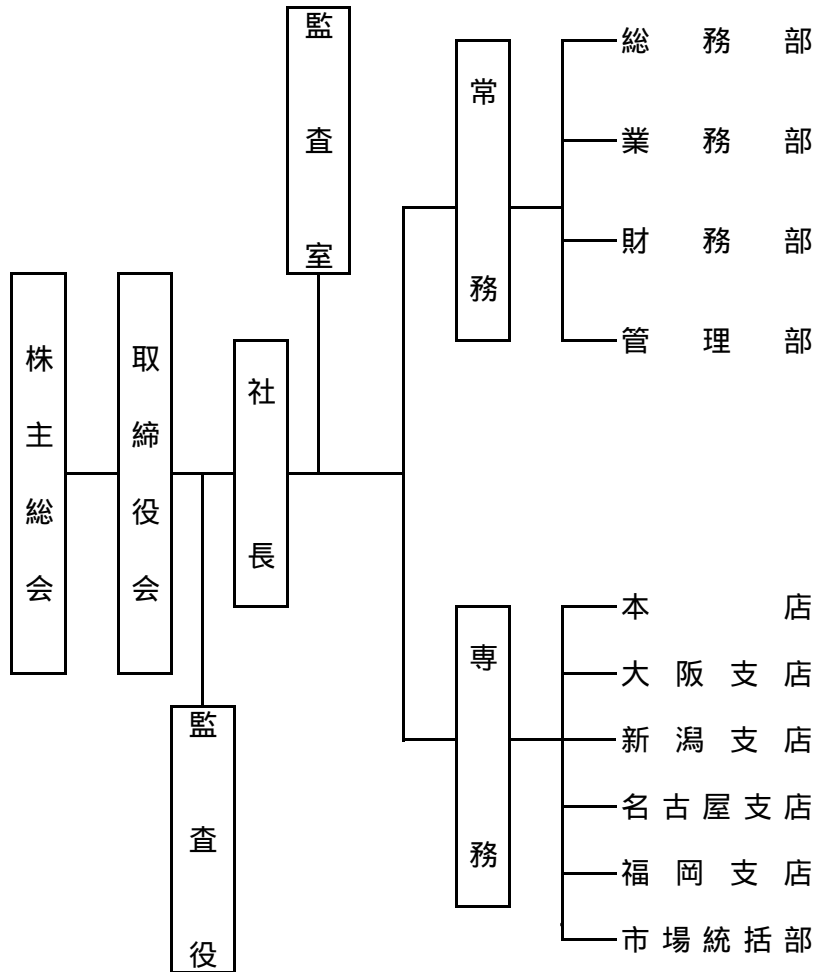 株主総会
取締役会
監査役
社長
監査室
常務
総務部
業務部
財務部
管理部
専務
本店
大阪支店
新潟支店
名古屋支店
福岡支店
市場統括部